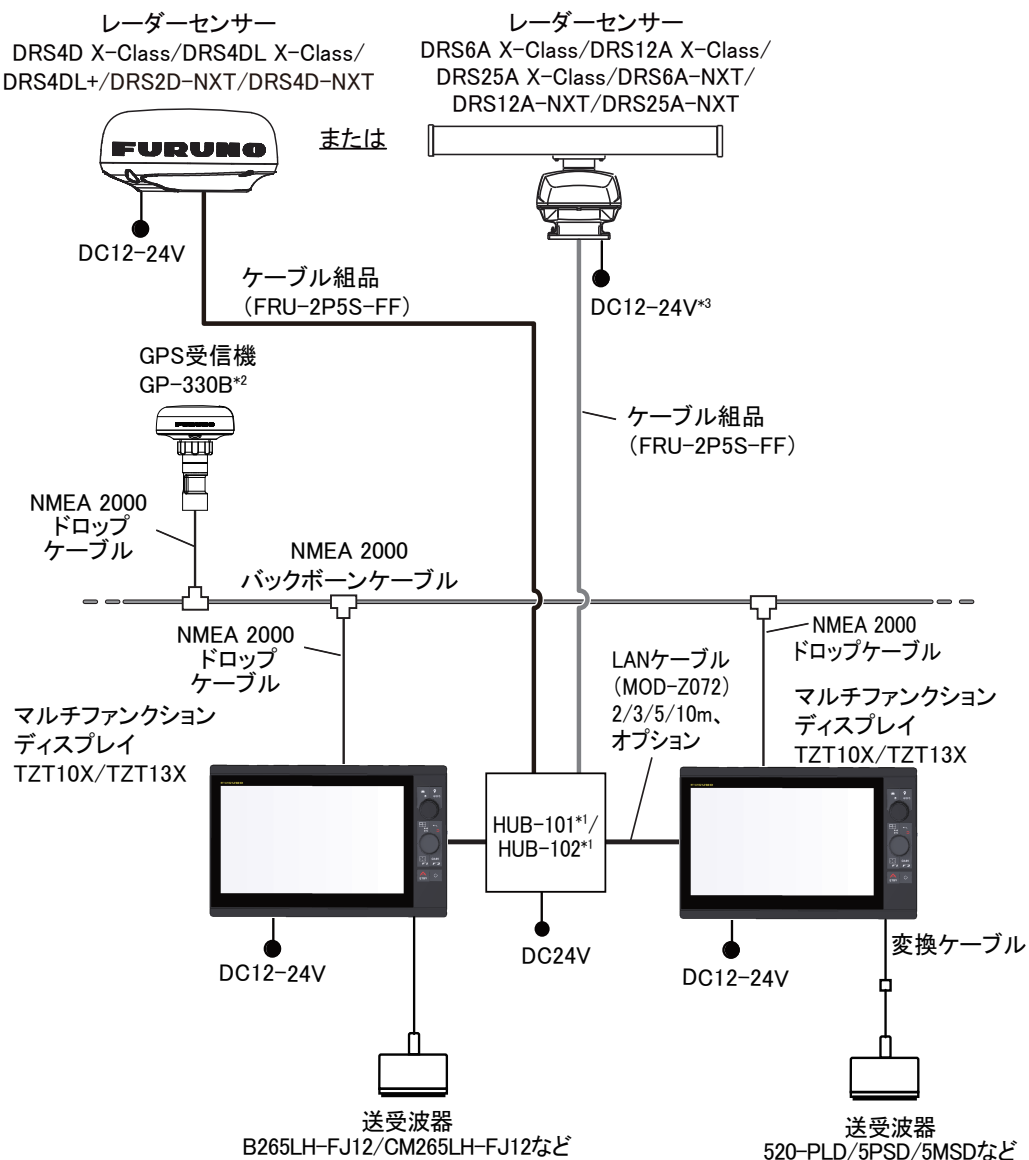 レーダーセンサー
DRS4D X-Class/DRS4DL X-Class/
DRS4DL+/DRS2D-NXT/DRS4D-NXT
レーダーセンサー
DRS6A X-Class/DRS12A X-Class/
DRS25A X-Class/DRS6A-NXT/
DRS12A-NXT/DRS25A-NXT
FURUNO
または
DC12-24V
ケーブル組品
(FRU-2P5S-FF)
DC12-24V*3
GPS受信機
GP-330B*2
ケーブル組品
(FRU-2P5S-FF)
NMEA 2000
ドロップ
ケーブル
NMEA 2000
バックボーンケーブル
NMEA 2000
ドロップ
ケーブル
LANケーブル
(MOD-Z072)
2/3/5/10m、
オプション
NMEA 2000
ドロップケーブル
マルチファンクション
ディスプレイ
TZT10X/TZT13X
マルチファンクション
ディスプレイ
TZT10X/TZT13X
HUB-101*1/
HUB-102*1
DC12-24V
DC24V
DC12-24V
変換ケーブル
送受波器
B265LH-FJ12/CM265LH-FJ12など
送受波器
520-PLD/5PSD/5MSDなど